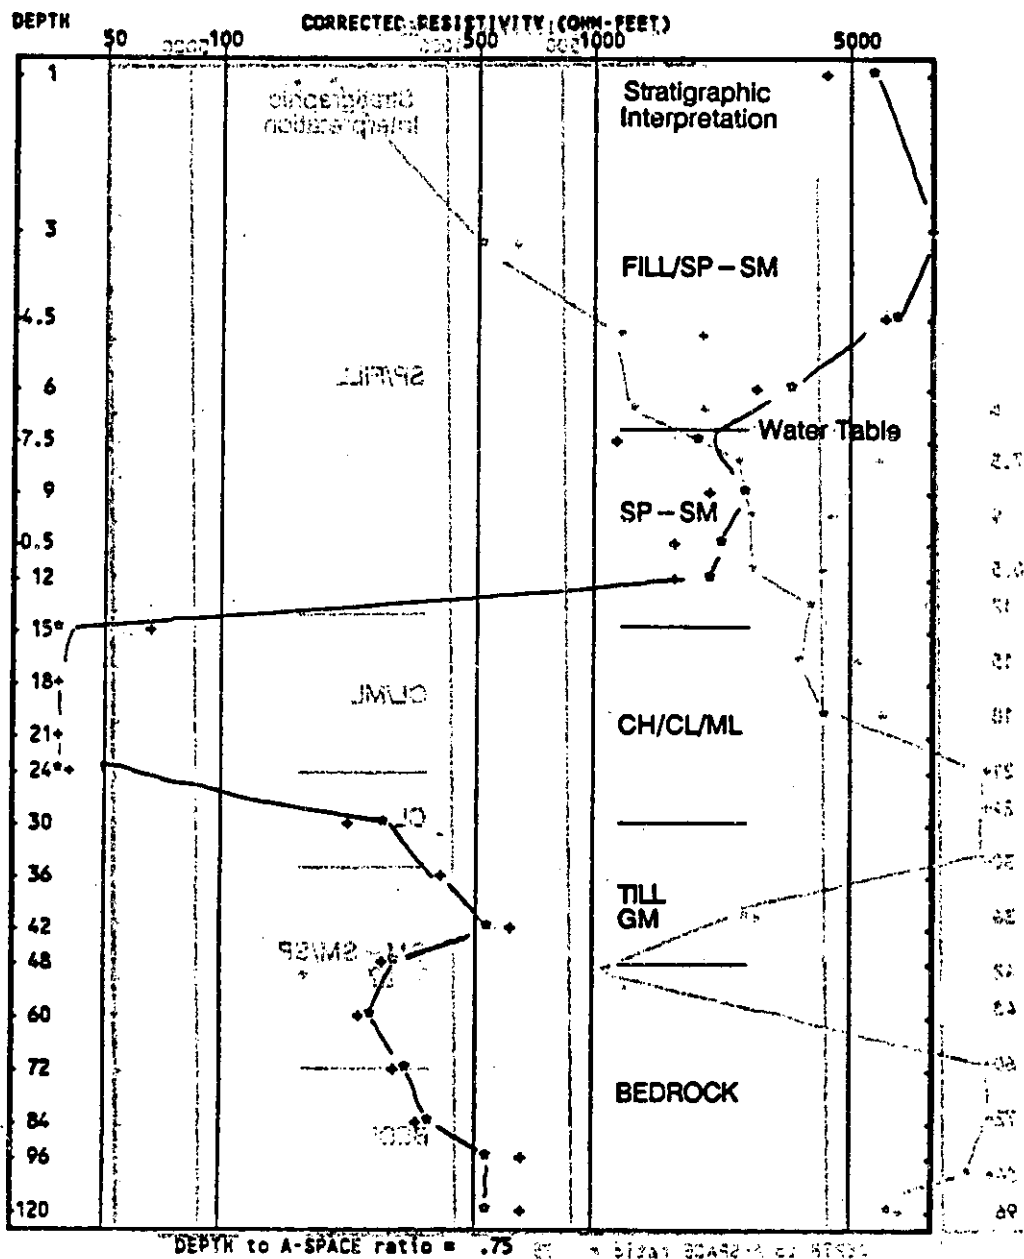 DEPTH CORRECTED RESISTIVITY (OHM-FEET)
50 100 500 1000 5000
1
Stratigraphic
Interpretation
3
FILL/SP-SM
4.5
6
Water Table
7.5
9
SP-SM
0.5
12
15
18
CH/CL/ML
21
24
30
36
TILL
GM
42
48
60
72
BEDROCK
84
96
120
DEPTH to A-SPACE ratio = .75